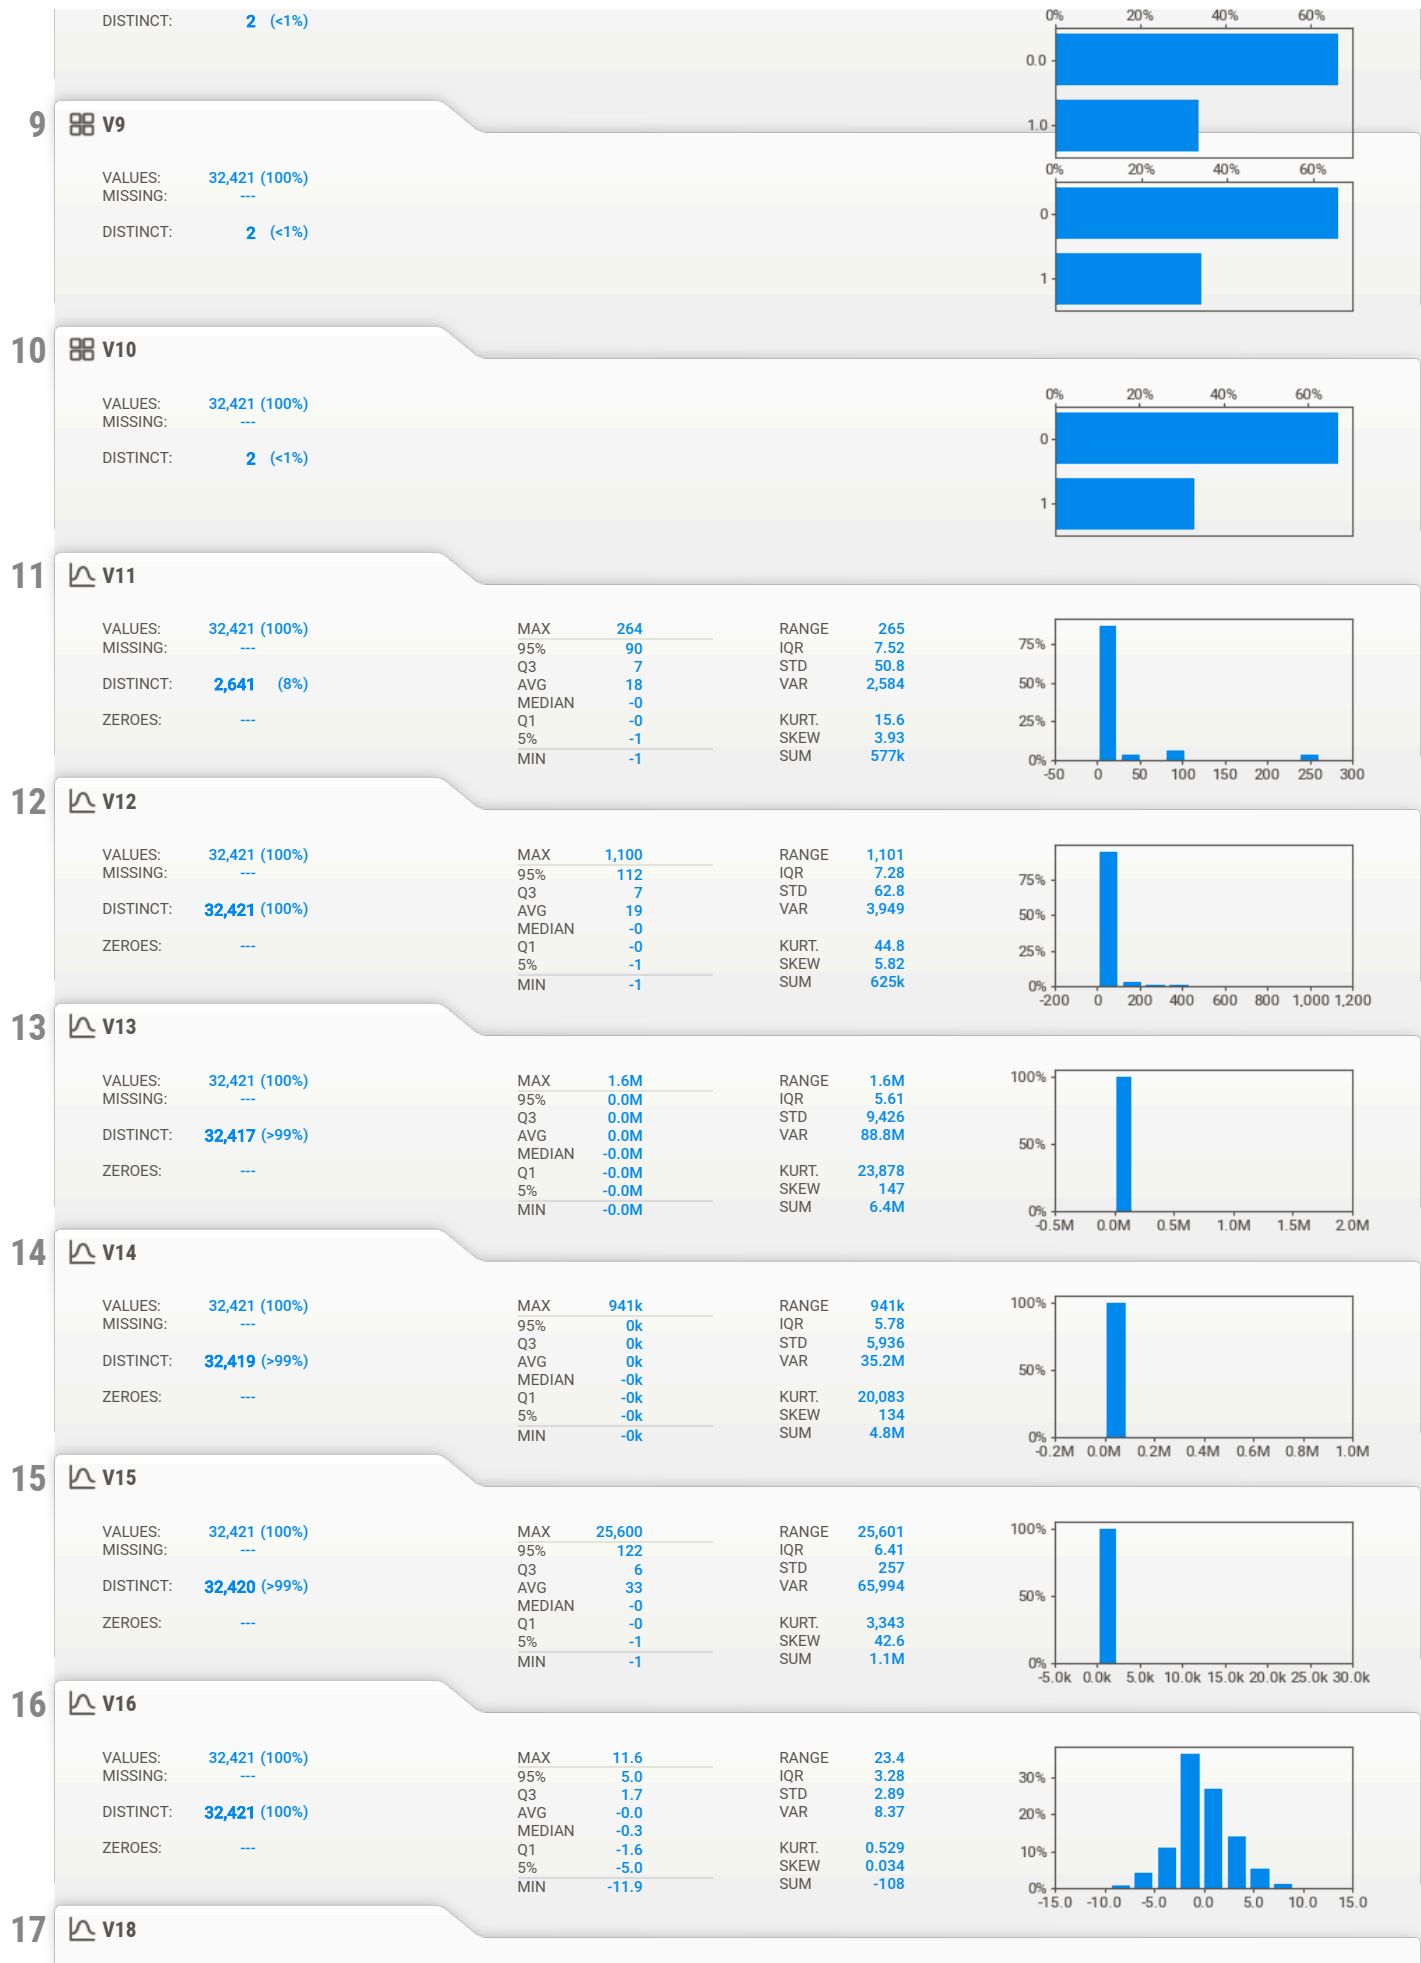 DISTINCT: 2 (<1%)
0% 20% 40% 60%
0.0
1.0
9 V9
VALUES: 32,421 (100%)
MISSING: ---
DISTINCT: 2 (<1%)
0% 20% 40% 60%
0
1
10 V10
VALUES: 32,421 (100%)
MISSING: ---
DISTINCT: 2 (<1%)
0% 20% 40% 60%
0
1
11 V11
VALUES: 32,421 (100%)
MISSING: ---
DISTINCT: 2,641 (8%)
ZEROES: ---
MAX 264
95% 90
Q3 7
AVG 18
MEDIAN -0
Q1 -0
5% -1
MIN -1
RANGE 265
IQR 7.52
STD 50.8
VAR 2,584
KURT. 15.6
SKEW 3.93
SUM 577k
75%
50%
25%
0%
-50 0 50 100 150 200 250 300
12 V12
VALUES: 32,421 (100%)
MISSING: ---
DISTINCT: 32,421 (100%)
ZEROES: ---
MAX 1,100
95% 112
Q3 7
AVG 19
MEDIAN -0
Q1 -0
5% -1
MIN -1
RANGE 1,101
IQR 7.28
STD 62.8
VAR 3,949
KURT. 44.8
SKEW 5.82
SUM 625k
75%
50%
25%
0%
-200 0 200 400 600 800 1,000 1,200
13 V13
VALUES: 32,421 (100%)
MISSING: ---
DISTINCT: 32,417 (>99%)
ZEROES: ---
MAX 1.6M
95% 0.0M
Q3 0.0M
AVG 0.0M
MEDIAN -0.0M
Q1 -0.0M
5% -0.0M
MIN -0.0M
RANGE 1.6M
IQR 5.61
STD 9,426
VAR 88.8M
KURT. 23,878
SKEW 147
SUM 6.4M
100%
50%
0%
-0.5M 0.0M 0.5M 1.0M 1.5M 2.0M
14 V14
VALUES: 32,421 (100%)
MISSING: ---
DISTINCT: 32,419 (>99%)
ZEROES: ---
MAX 941k
95% 0k
Q3 0k
AVG 0k
MEDIAN -0k
Q1 -0k
5% -0k
MIN -0k
RANGE 941k
IQR 5.78
STD 5,936
VAR 35.2M
KURT. 20,083
SKEW 134
SUM 4.8M
100%
50%
0%
-0.2M 0.0M 0.2M 0.4M 0.6M 0.8M 1.0M
15 V15
VALUES: 32,421 (100%)
MISSING: ---
DISTINCT: 32,420 (>99%)
ZEROES: ---
MAX 25,600
95% 122
Q3 6
AVG 33
MEDIAN -0
Q1 -0
5% -1
MIN -1
RANGE 25,601
IQR 6.41
STD 257
VAR 65,994
KURT. 3,343
SKEW 42.6
SUM 1.1M
100%
50%
0%
-5.0k 0.0k 5.0k 10.0k 15.0k 20.0k 25.0k 30.0k
16 V16
VALUES: 32,421 (100%)
MISSING: ---
DISTINCT: 32,421 (100%)
ZEROES: ---
MAX 11.6
95% 5.0
Q3 1.7
AVG -0.0
MEDIAN -0.3
Q1 -1.6
5% -5.0
MIN -11.9
RANGE 23.4
IQR 3.28
STD 2.89
VAR 8.37
KURT. 0.529
SKEW 0.034
SUM -108
30%
20%
10%
0%
-15.0 -10.0 -5.0 0.0 5.0 10.0 15.0
17 V18